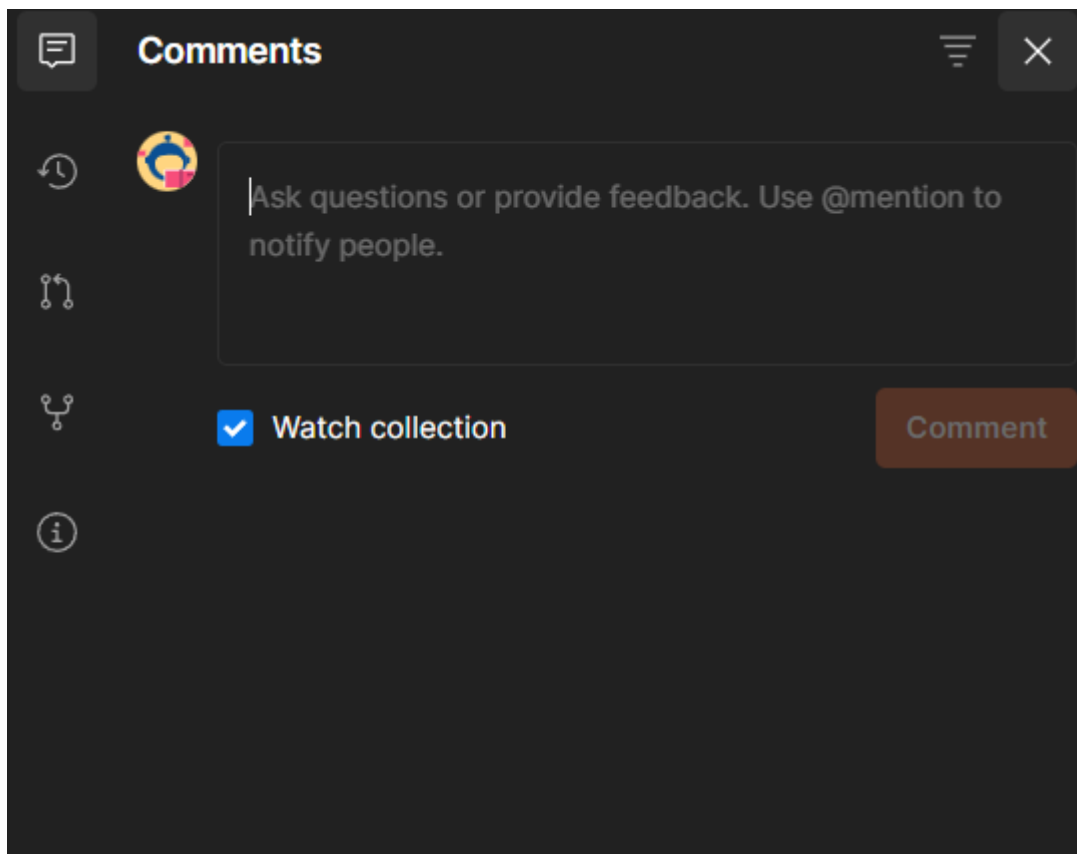 Comments
Ask questions or provide feedback. Use @mention to
notify people.
Watch collection
Comment